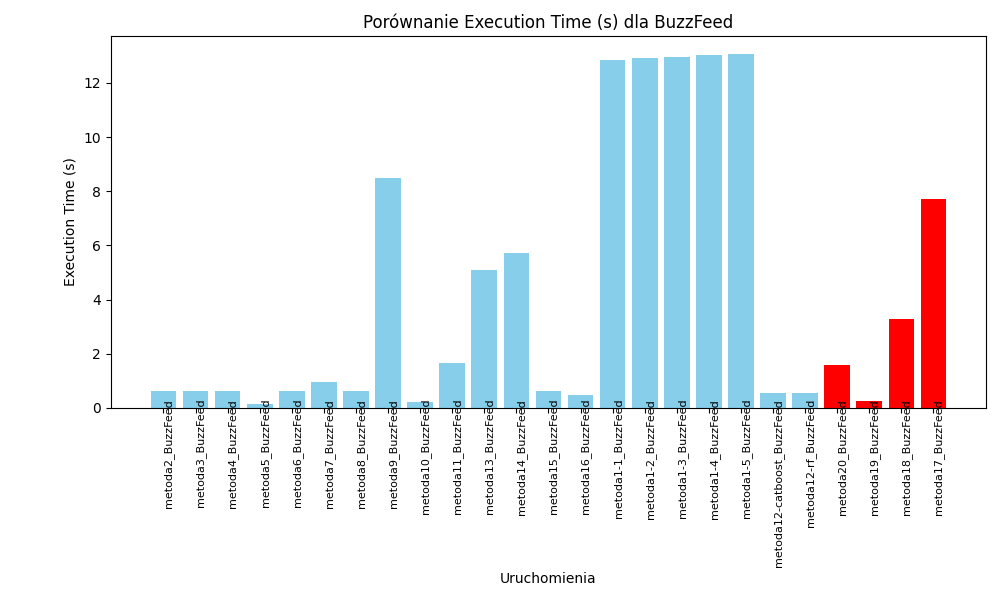 Porównanie Execution Time (s) dla BuzzFeed
Execution Time (s)
12
10
8
6
4
2
0
metoda2_BuzzFeed
metoda3_BuzzFeed
metoda4_BuzzFeed
metoda5_BuzzFeed
metoda6_BuzzFeed
metoda7_BuzzFeed
metoda8_BuzzFeed
metoda9_BuzzFeed
metoda10_BuzzFeed
metoda11_BuzzFeed
metoda13_BuzzFeed
metoda14_BuzzFeed
metoda15_BuzzFeed
metoda16_BuzzFeed
metoda1-1_BuzzFeed
metoda1-2_BuzzFeed
metoda1-3_BuzzFeed
metoda1-4_BuzzFeed
metoda1-5_BuzzFeed
metoda12-catboost_BuzzFeed
metoda12-rf_BuzzFeed
metoda20_BuzzFeed
metoda19_BuzzFeed
metoda18_BuzzFeed
metoda17_BuzzFeed
Uruchomienia